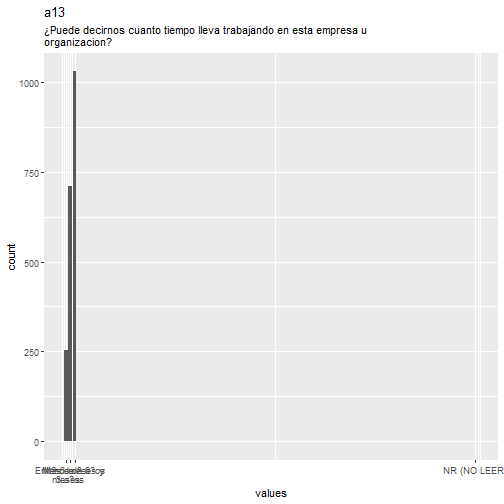 a13
¿Puede decirnos cuanto tiempo lleva trabajando en esta empresa u
organizacion?
1000
750
500
250
0
count
NR (NO LEER
values